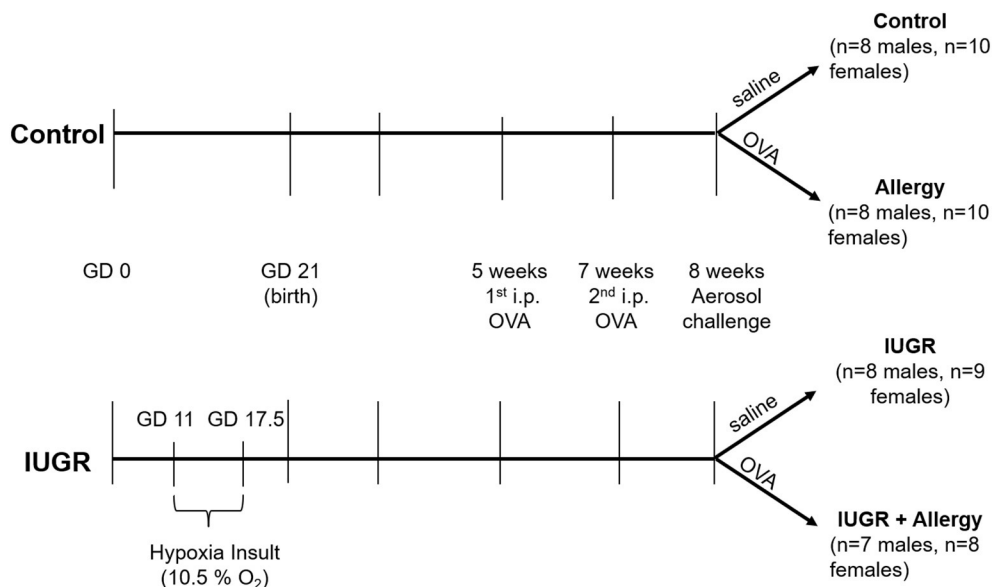 Control
(n=8 males, n=10
females)
saline
Control
OVA
Allergy
(n=8 males, n=10
females)
GD 0
GD 21
(birth)
5 weeks
1st i.p.
OVA
7 weeks
2nd i.p.
OVA
8 weeks
Aerosol
challenge
IUGR
(n=8 males, n=9
females)
GD 11
GD 17.5
saline
IUGR
OVA
Hypoxia Insult
(10.5 % O2)
IUGR + Allergy
(n=7 males, n=8
females)